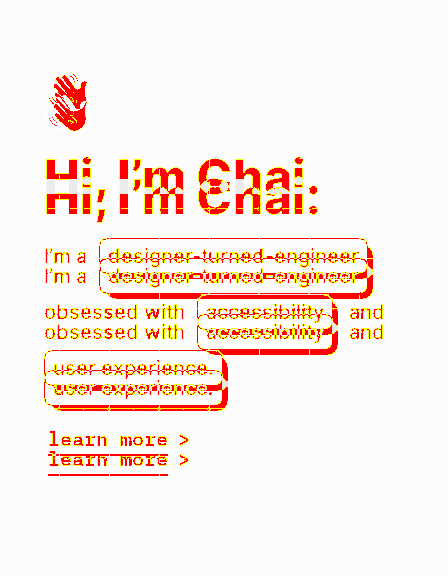 Hi, I'm Chai.
Hi, I'm Chai.
I'm a designer-turned-engineer
I'm a designer-turned-engineer
obsessed with accessibility and
obsessed with accessibility and
user experience.
user experience.
learn more >
learn more >